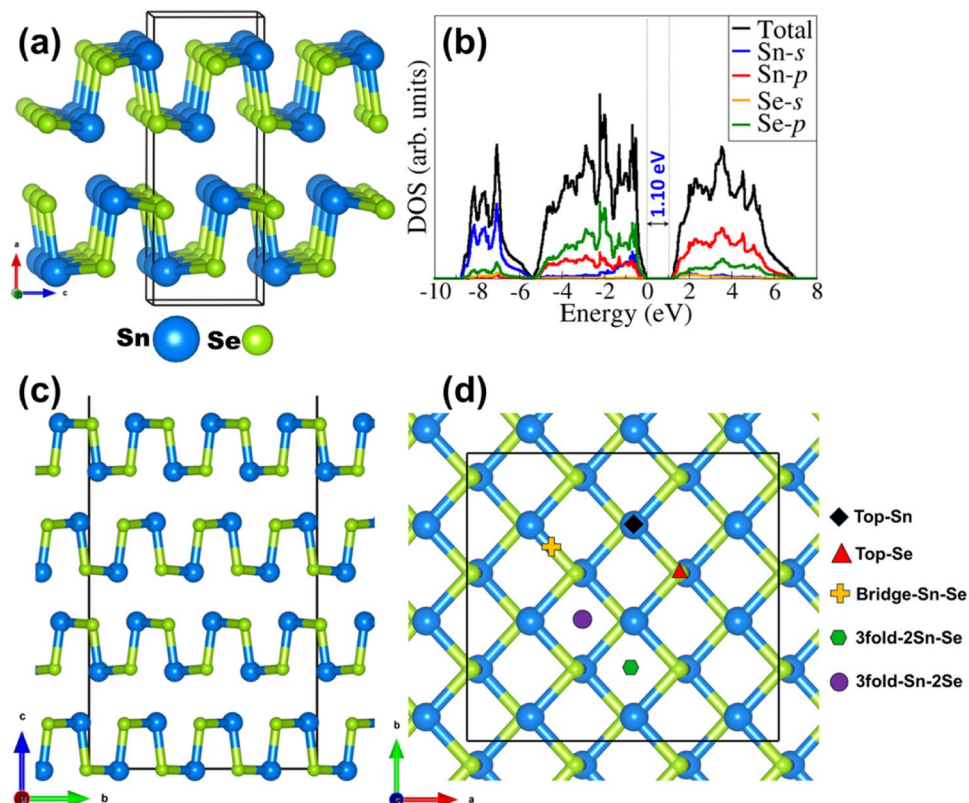 (a)
a
b
c
Sn
Se
(b)
DOS (arb. units)
Total
Sn-s
Sn-p
Se-s
Se-p
1.10 eV
-10 -8 -6 -4 -2 0 2 4 6 8
Energy (eV)
(c)
c
b
(d)
b
a
Top-Sn
Top-Se
Bridge-Sn-Se
3fold-2Sn-Se
3fold-Sn-2Se